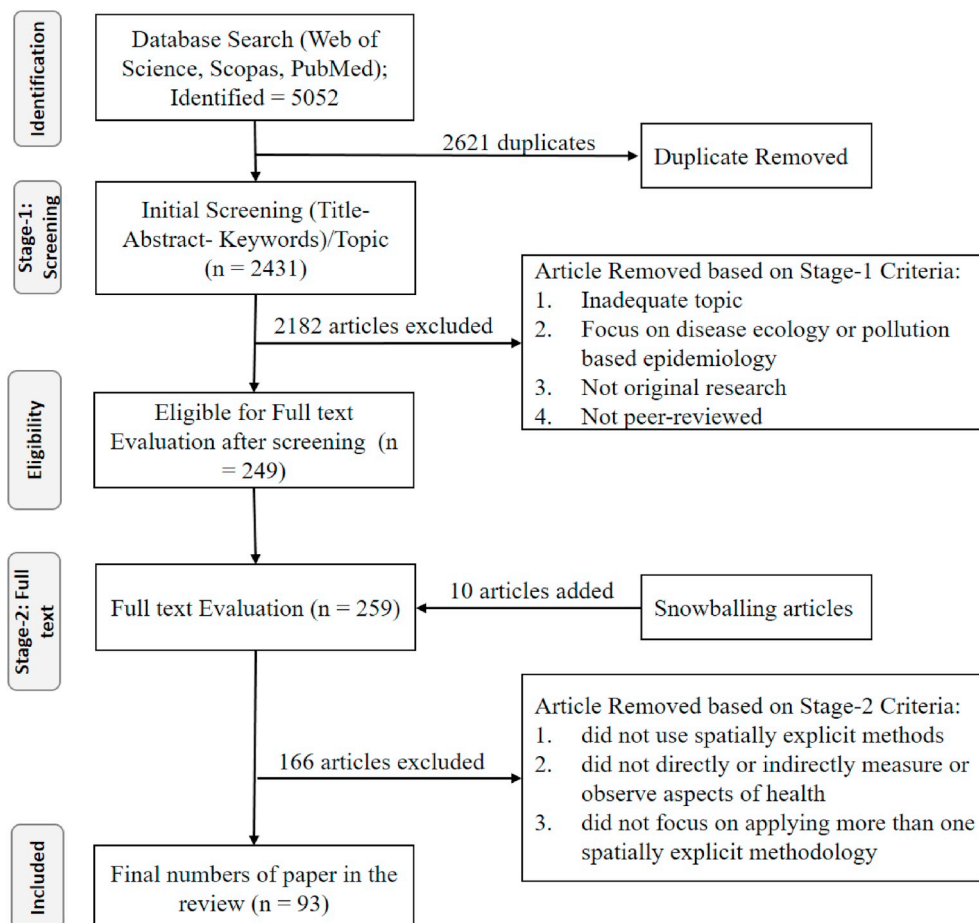 Identification
Database Search (Web of
Science, Scopas, PubMed);
Identified = 5052
2621 duplicates
Duplicate Removed
Stage-1:
Screening
Initial Screening (Title-
Abstract- Keywords)/Topic
(n = 2431)
2182 articles excluded
Article Removed based on Stage-1 Criteria:
1. Inadequate topic
2. Focus on disease ecology or pollution
based epidemiology
3. Not original research
4. Not peer-reviewed
Eligibility
Eligible for Full text
Evaluation after screening (n
= 249)
Stage-2: Full
text
Full text Evaluation (n = 259)
10 articles added
Snowballing articles
166 articles excluded
Article Removed based on Stage-2 Criteria:
1. did not use spatially explicit methods
2. did not directly or indirectly measure or
observe aspects of health
3. did not focus on applying more than one
spatially explicit methodology
Included
Final numbers of paper in the
review (n = 93)